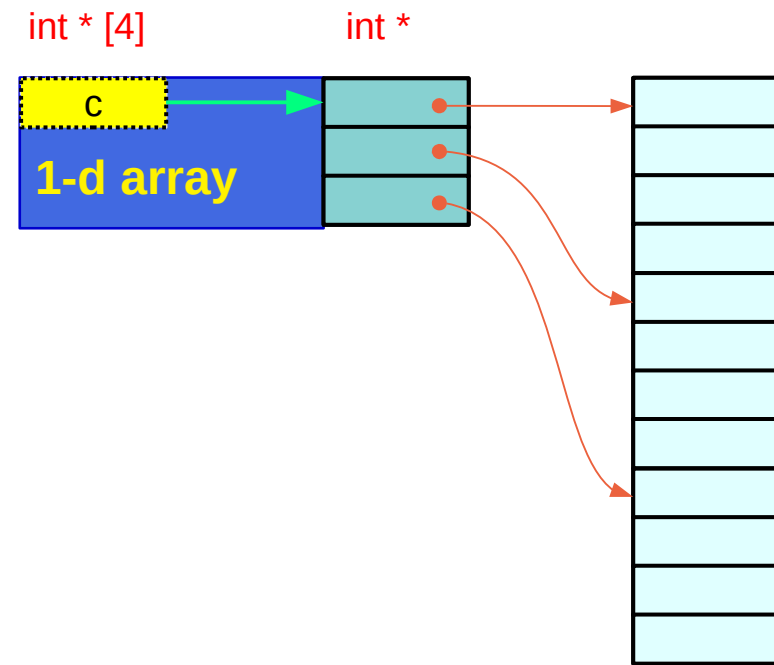 int * [4]
int *
c
1-d array